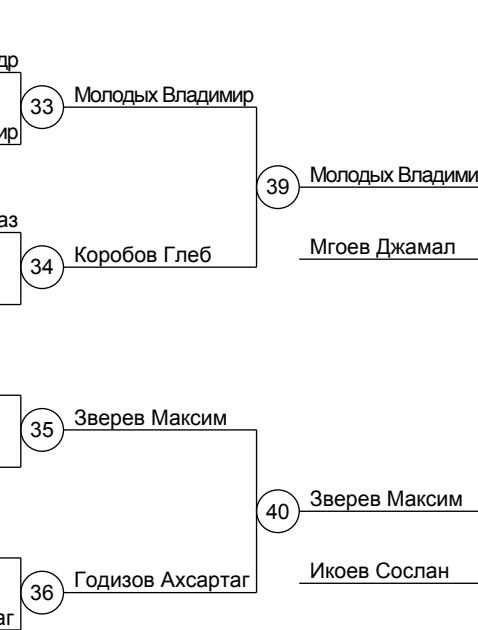 33 Молодых Владимир
39 Молодых Владими
34 Коробов Глеб
Мгоев Джамал
35 Зверев Максим
40 Зверев Максим
36 Годизов Ахсартаг
Икоев Сослан